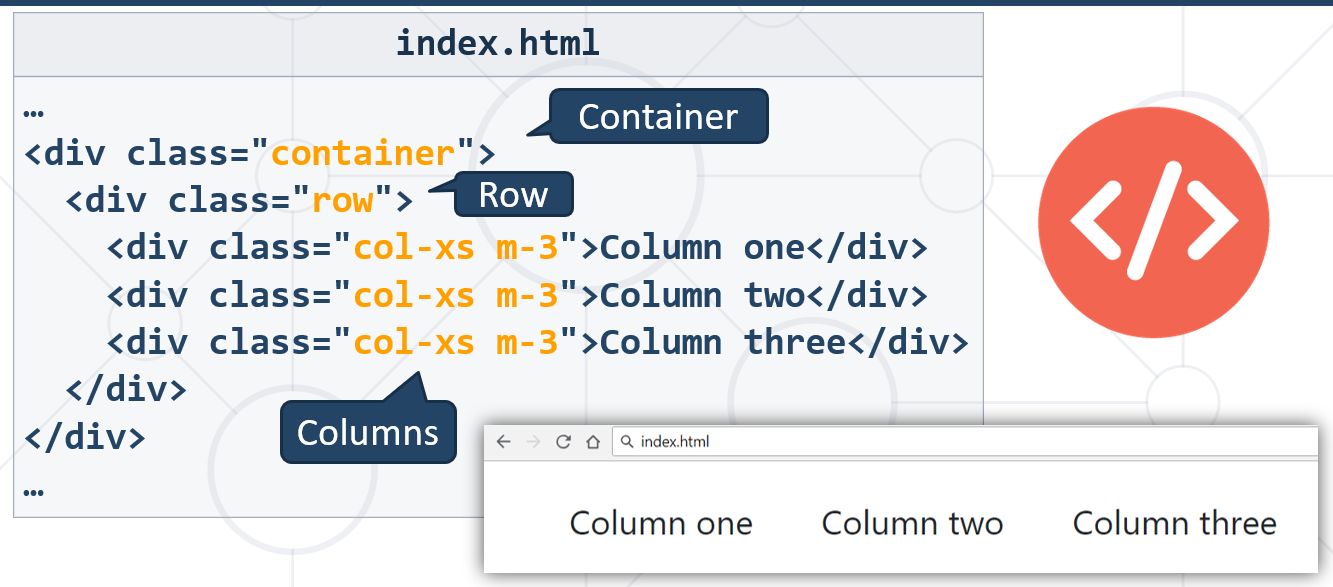 index.html
…
Container
<div class="container">
Row
<div class="row">
<div class="col-xs m-3">Column one</div>
<div class="col-xs m-3">Column two</div>
<div class="col-xs m-3">Column three</div>
</div>
Columns
</div>
…
index.html
Column one Column two Column three